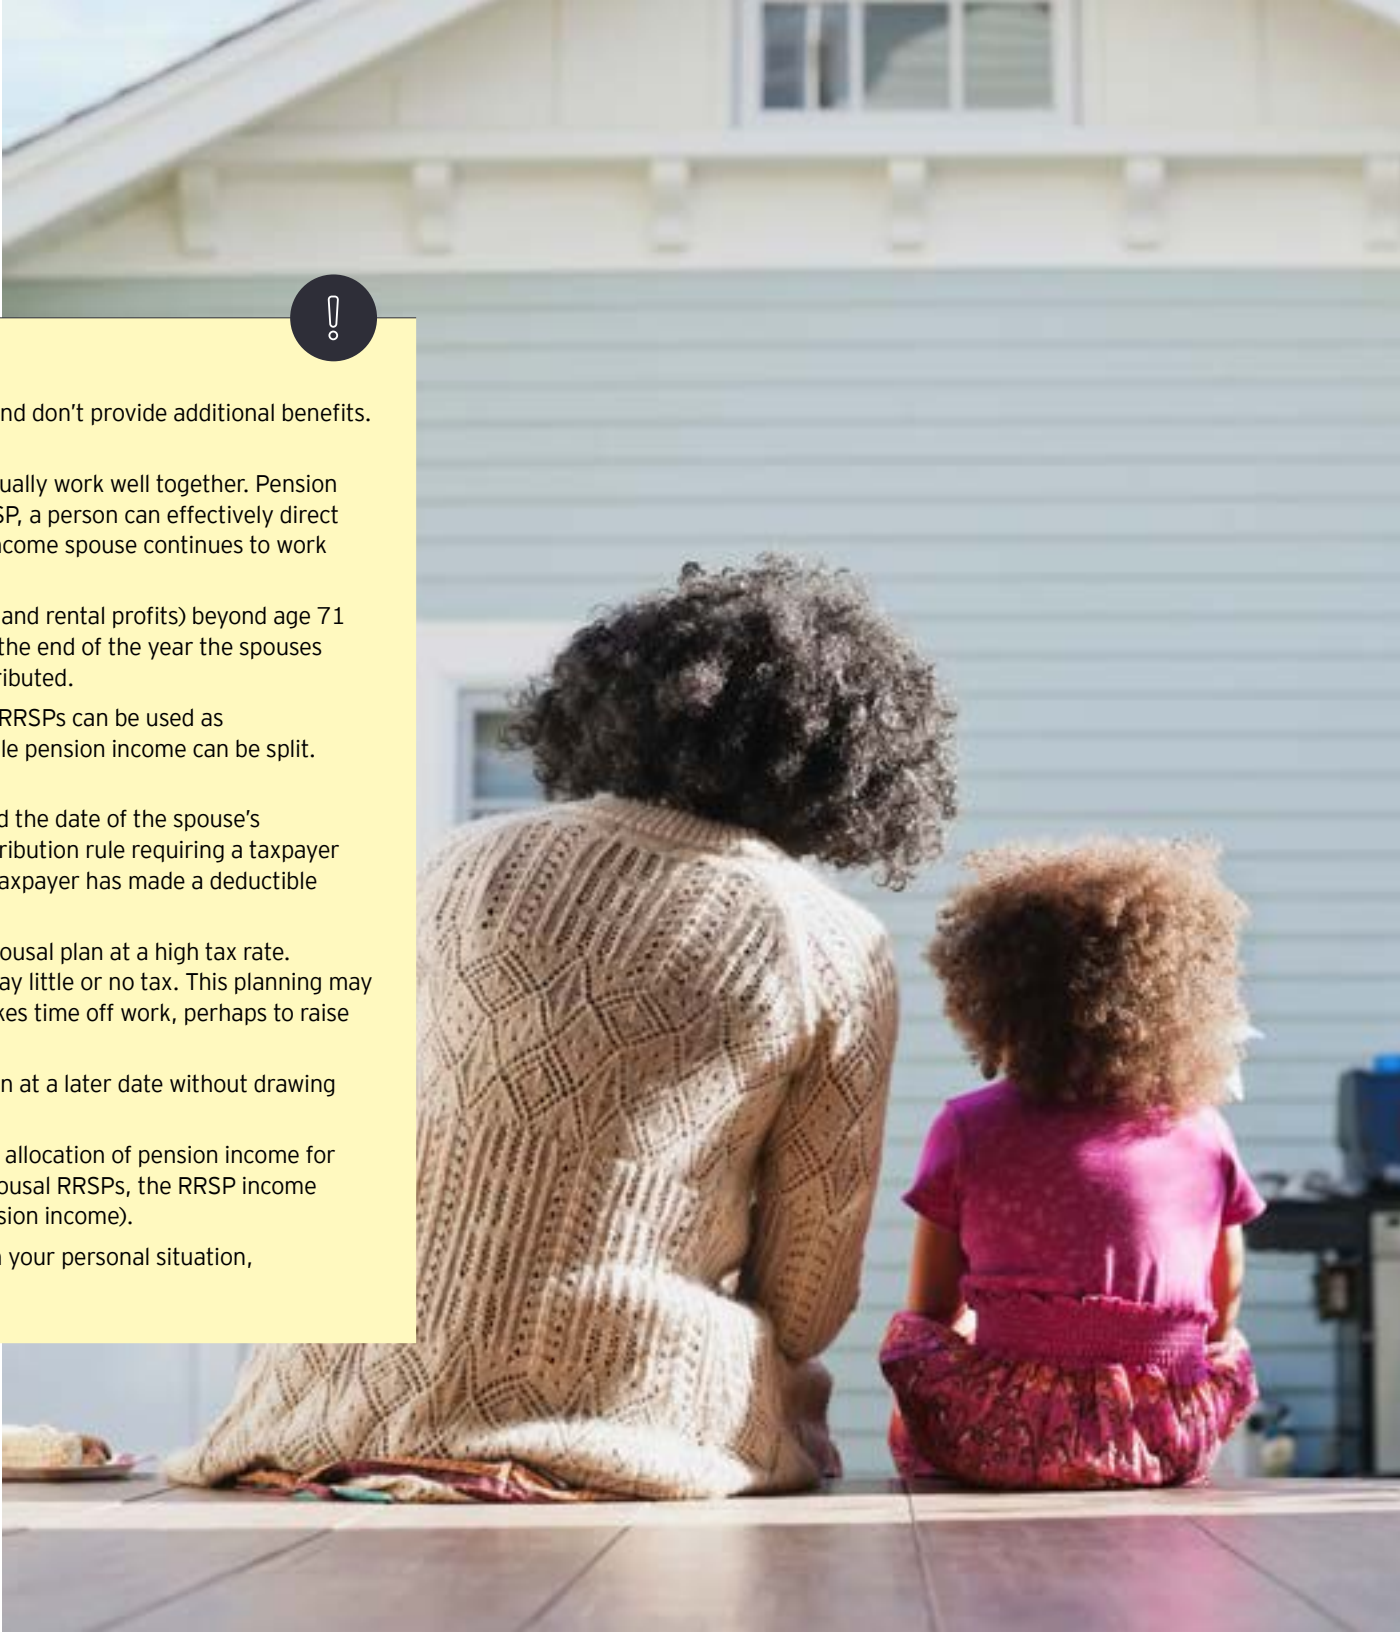 nd don't provide additional benefits.
ually work well together. Pension
SP, a person can effectively direct
come spouse continues to work
and rental profits) beyond age 71
the end of the year the spouses
ributed.
RRSPs can be used as
le pension income can be split.
d the date of the spouse's
ribution rule requiring a taxpayer
axpayer has made a deductible
ousal plan at a high tax rate.
ay little or no tax. This planning may
kes time off work, perhaps to raise
n at a later date without drawing
allocation of pension income for
ousal RRSPs, the RRSP income
sion income).
your personal situation,